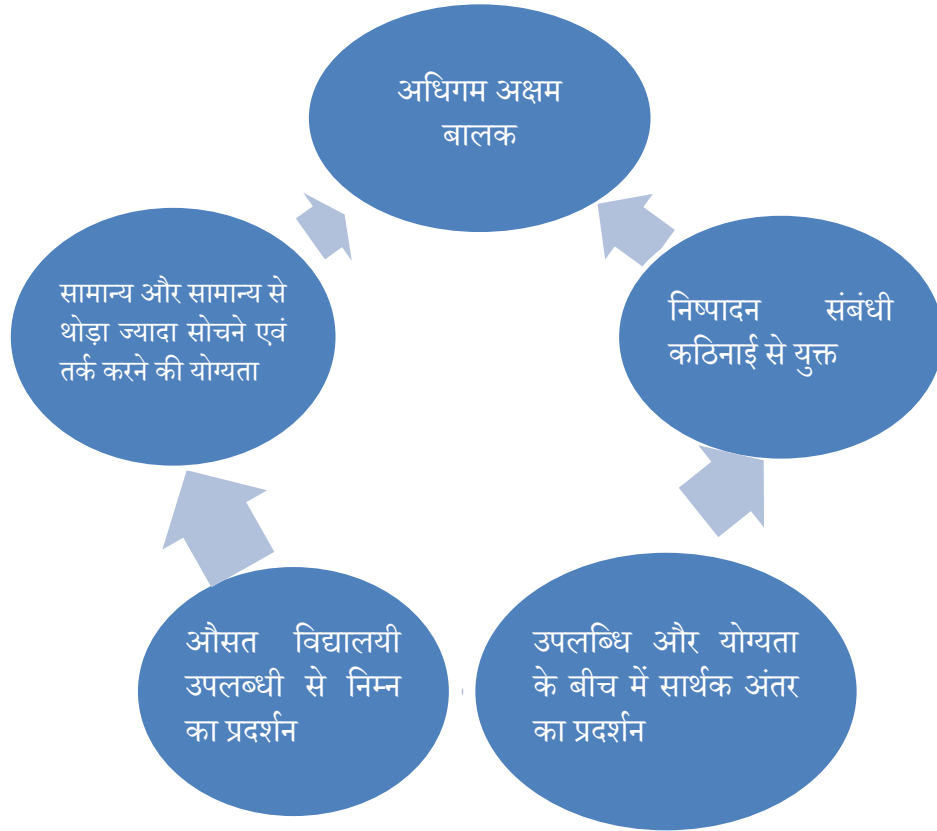 अधिगम अक्षम
बालक
सामान्य और सामान्य से
थोड़ा ज्यादा सोचने एवं
तर्क करने की योग्यता
निष्पादन संबंधी
कठिनाई से युक्त
औसत विद्यालयी
उपलब्धी से निम्न
का प्रदर्शन
उपलब्धि और योग्यता
के बीच में सार्थक अंतर
का प्रदर्शन